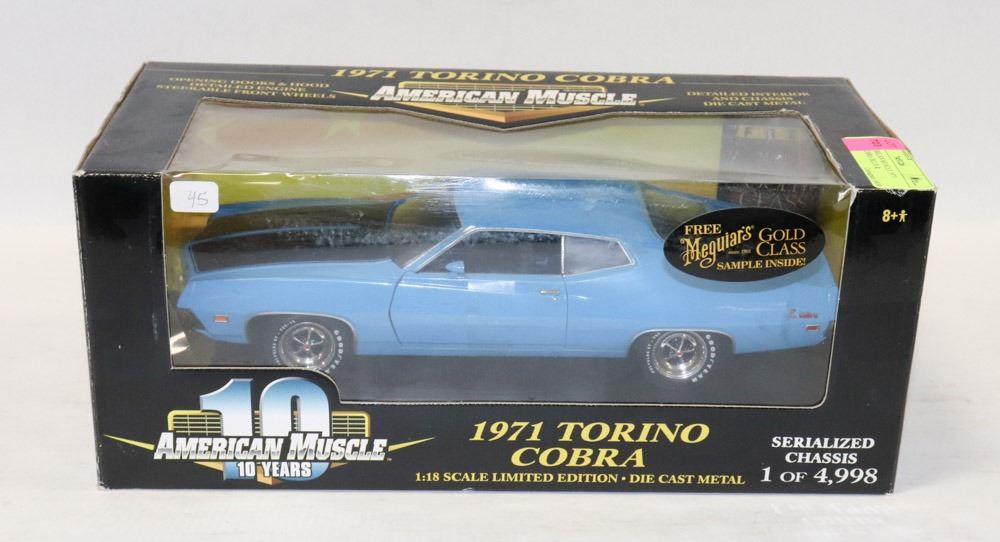 1971 TORINO COBRA
OPENING DOORS & HOOD
DETAILED ENGINE
STEERABLE FRONT WHEELS
AMERICAN MUSCLE
DETAILED INTERIOR
AND CHASSIS
DIE CAST METAL
45
8+
FREE
Meguiar's
since 1901
GOLD
CLASS
SAMPLE INSIDE!
GOODYEAR
GOODYEAR
10
AMERICAN MUSCLE
10 YEARS
1971 TORINO
COBRA
1:18 SCALE LIMITED EDITION • DIE CAST METAL
SERIALIZED
CHASSIS
1 OF 4,998